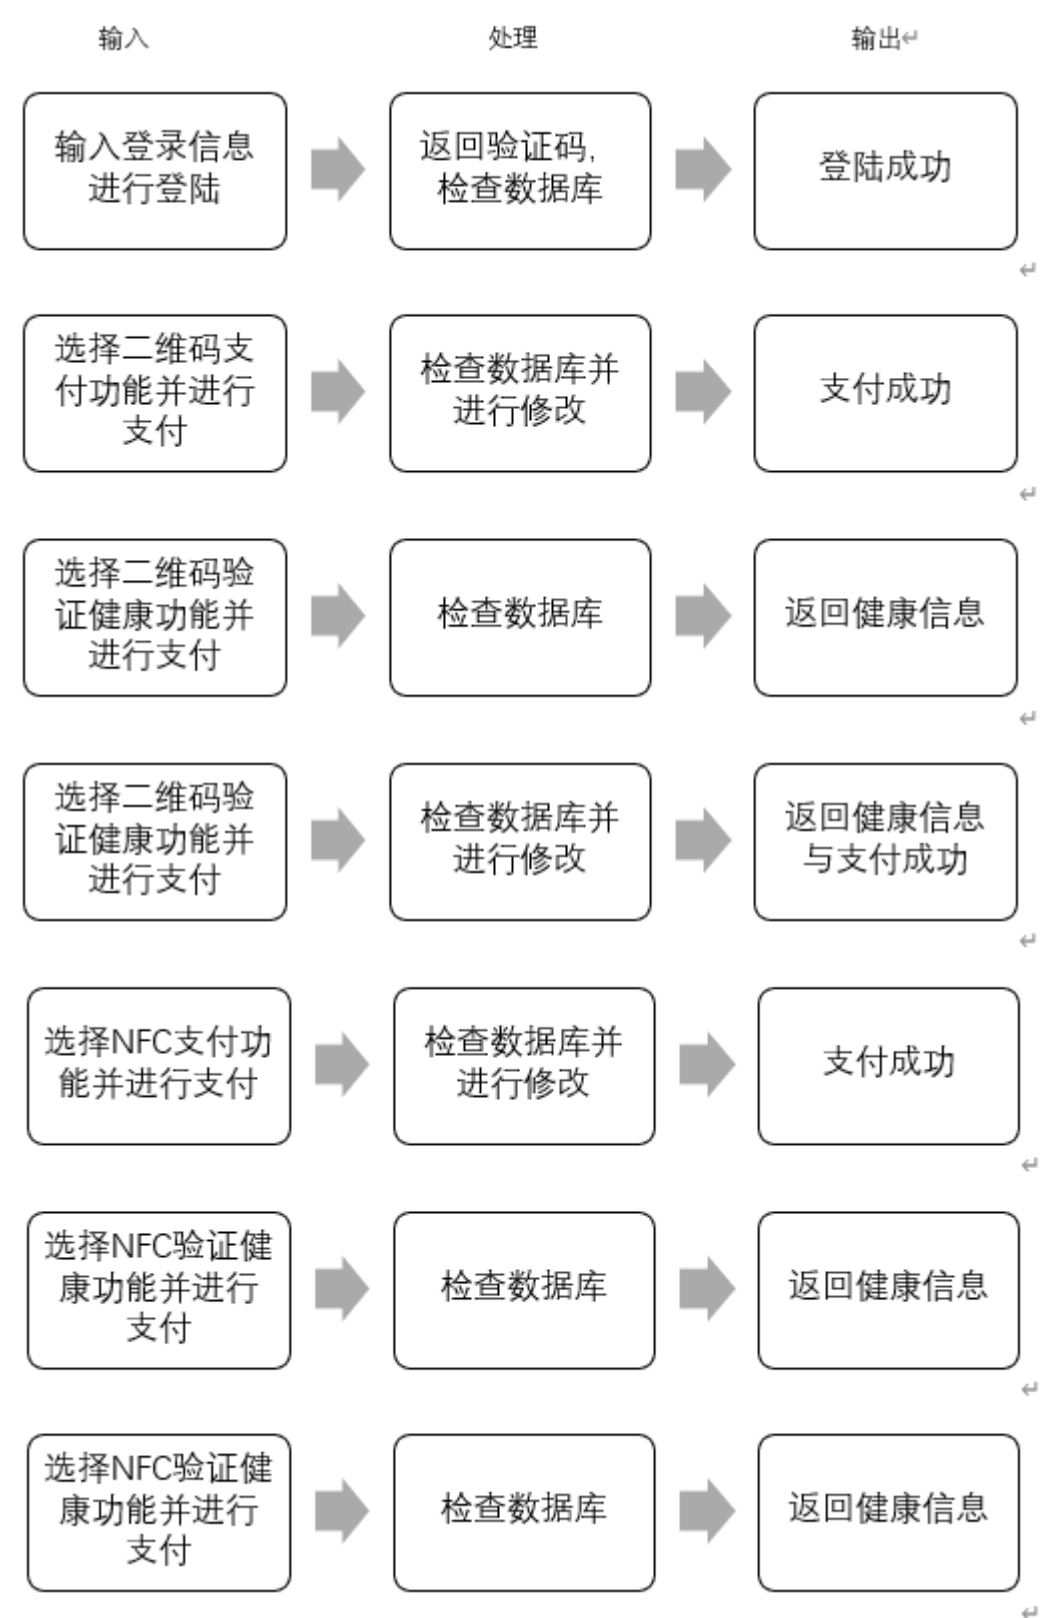 输入 处理 输出
输入登录信息
进行登陆
返回验证码,
检查数据库
登陆成功
选择二维码支
付功能并进行
支付
检查数据库并
进行修改
支付成功
选择二维码验
证健康功能并
进行支付
检查数据库
返回健康信息
选择二维码验
证健康功能并
进行支付
检查数据库并
进行修改
返回健康信息
与支付成功
选择NFC支付功
能并进行支付
检查数据库并
进行修改
支付成功
选择NFC验证健
康功能并进行
支付
检查数据库
返回健康信息
选择NFC验证健
康功能并进行
支付
检查数据库
返回健康信息